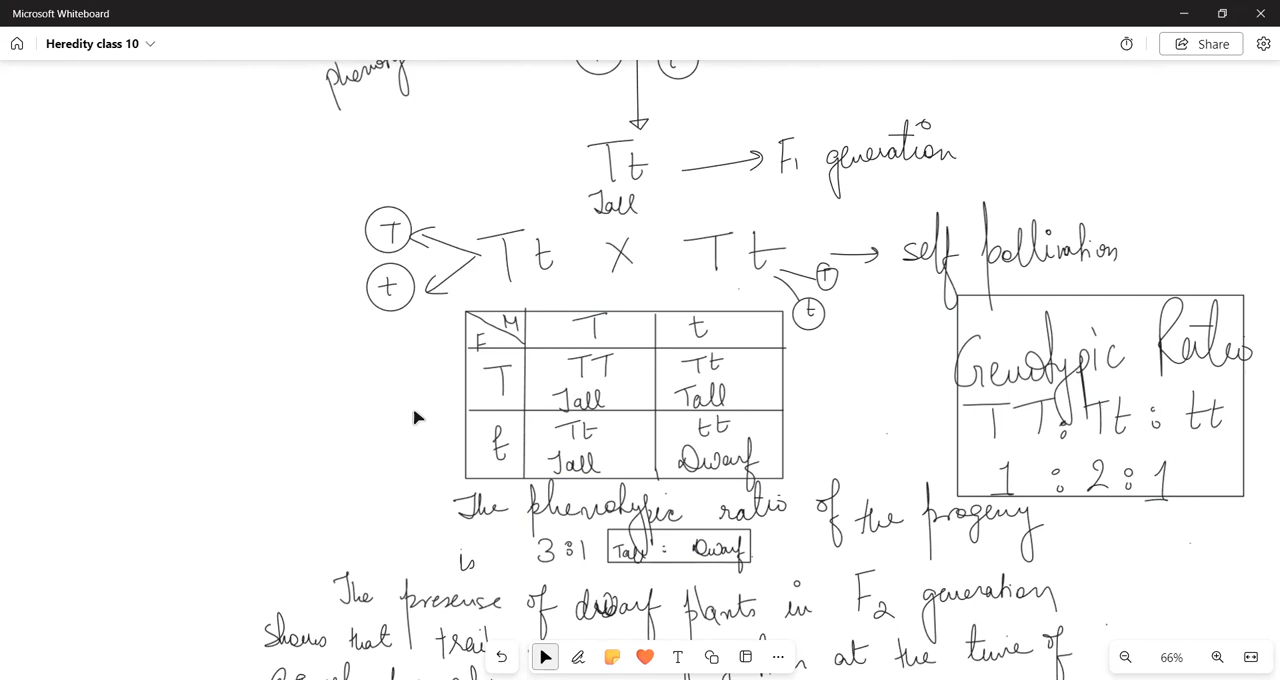 Microsoft Whiteboard
Heredity class 10
Share
t
Tt → F1 generation
Tall
T
t
Tt X Tt → self pollination
T
t
M T t
F
T TT Tt
Tall Tall
t Tt tt
Tall Dwarf
Genotypic Ratio
TT : Tt : tt
1 : 2 : 1
The phenotypic ratio of the progeny
is 3:1 Tall : Dwarf
The presense of dwarf plants in F2 generation
shows that 1 at the time of
66%